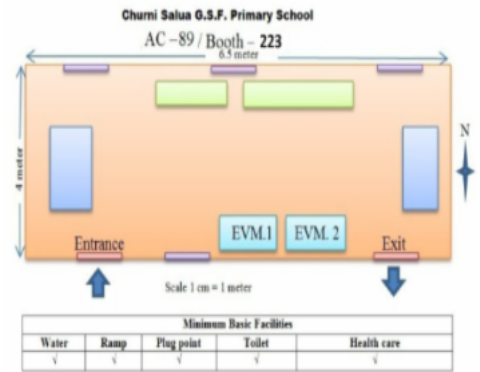 Churni Salua G.S.F. Primary School
AC -89 / Booth - 223
6.5 meter
4 meter
N
EVM.1 EVM. 2
Entrance Exit
Scale 1 cm = 1 meter
Minimum Basic Facilities
Water Ramp Plug point Toilet Health care
√ √ √ √ √